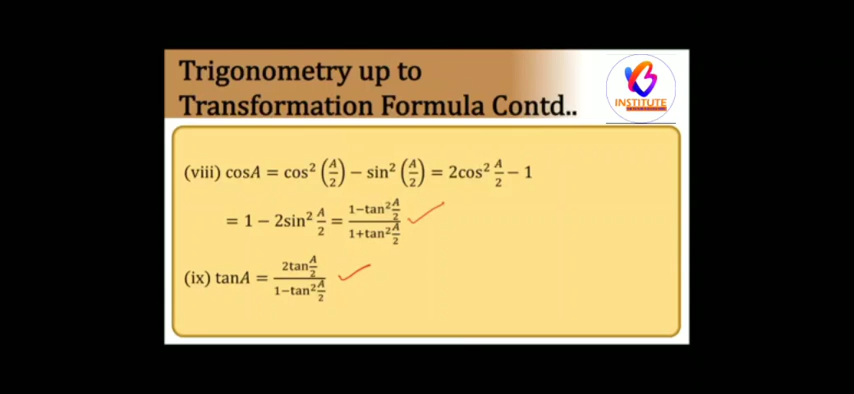 Trigonometry up to
Transformation Formula Contd..
INSTITUTE
(viii) cosA = cos² (A/2) − sin² (A/2) = 2cos² A/2 − 1
= 1 − 2sin² A/2 = (1−tan² A/2)/(1+tan² A/2)
(ix) tanA = (2tan A/2)/(1−tan² A/2)